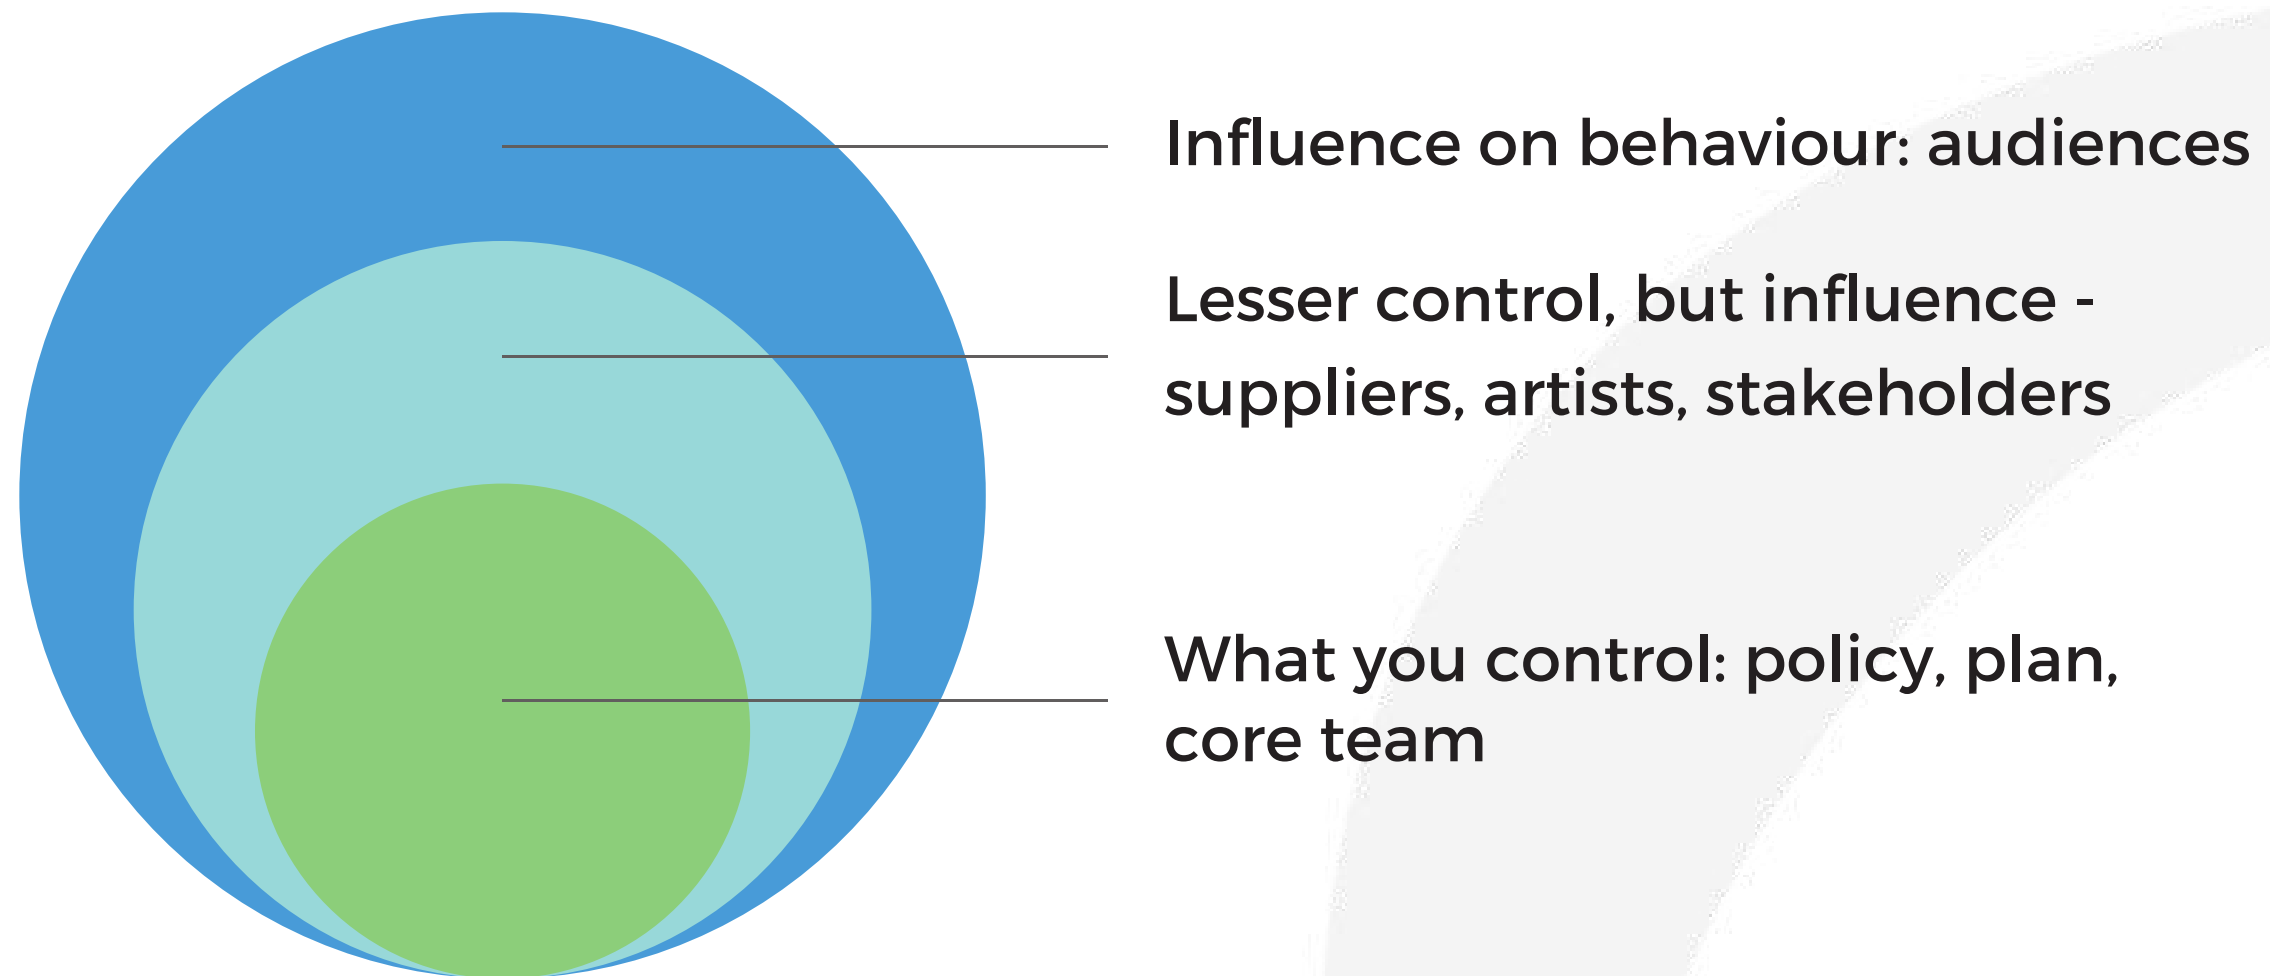 Influence on behaviour: audiences
Lesser control, but influence -
suppliers, artists, stakeholders
What you control: policy, plan,
core team